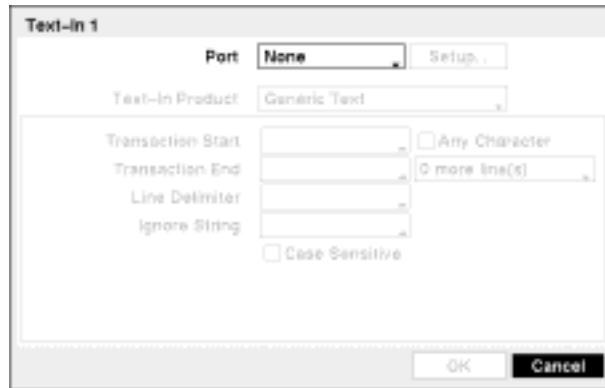 Text-In 1
Port None Setup..
Text-In Product Generic Text
Transaction Start Any Character
Transaction End 0 more line(s)
Line Delimiter
Ignore String
Case Sensitive
OK Cancel